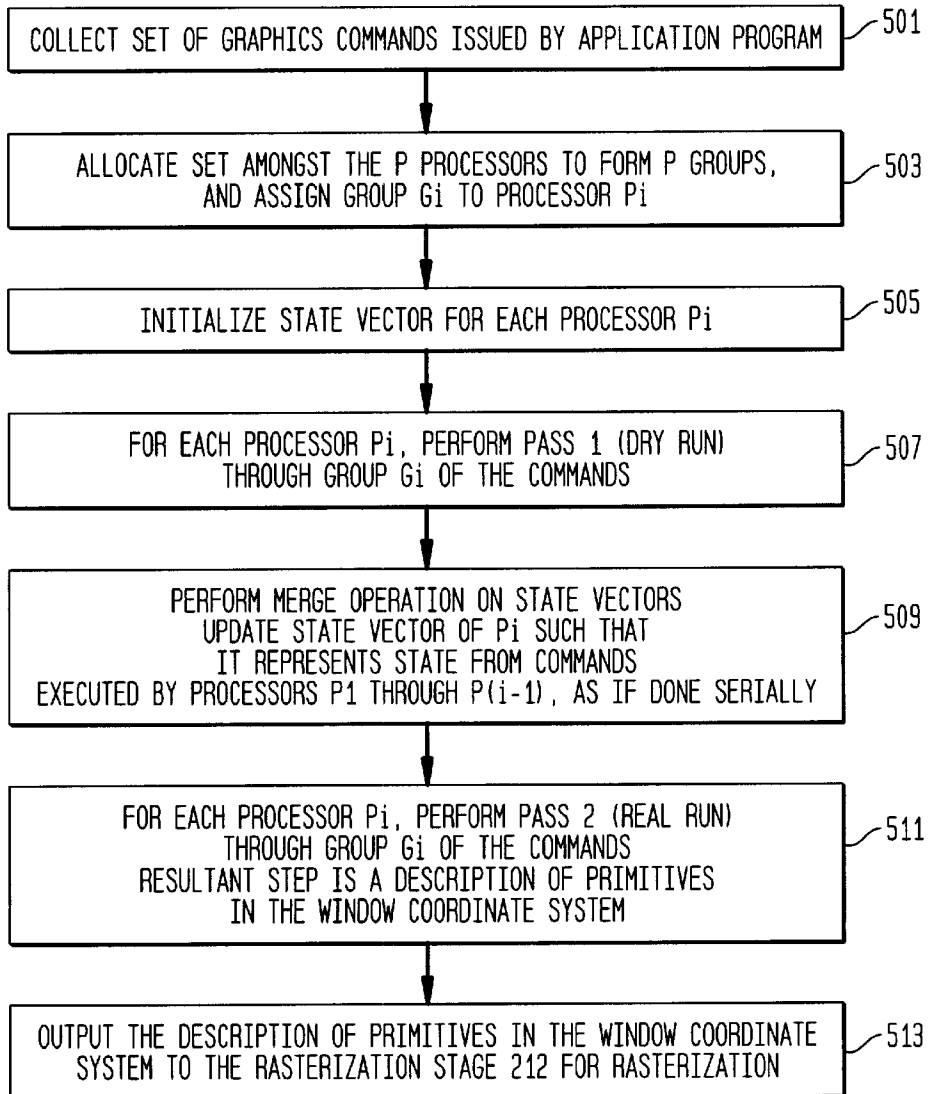 COLLECT SET OF GRAPHICS COMMANDS ISSUED BY APPLICATION PROGRAM
501
ALLOCATE SET AMONGST THE P PROCESSORS TO FORM P GROUPS,
AND ASSIGN GROUP Gi TO PROCESSOR Pi
503
INITIALIZE STATE VECTOR FOR EACH PROCESSOR Pi
505
FOR EACH PROCESSOR Pi, PERFORM PASS 1 (DRY RUN)
THROUGH GROUP Gi OF THE COMMANDS
507
PERFORM MERGE OPERATION ON STATE VECTORS
UPDATE STATE VECTOR OF Pi SUCH THAT
IT REPRESENTS STATE FROM COMMANDS
EXECUTED BY PROCESSORS P1 THROUGH P(i-1), AS IF DONE SERIALLY
509
FOR EACH PROCESSOR Pi, PERFORM PASS 2 (REAL RUN)
THROUGH GROUP Gi OF THE COMMANDS
RESULTANT STEP IS A DESCRIPTION OF PRIMITIVES
IN THE WINDOW COORDINATE SYSTEM
511
OUTPUT THE DESCRIPTION OF PRIMITIVES IN THE WINDOW COORDINATE
SYSTEM TO THE RASTERIZATION STAGE 212 FOR RASTERIZATION
513